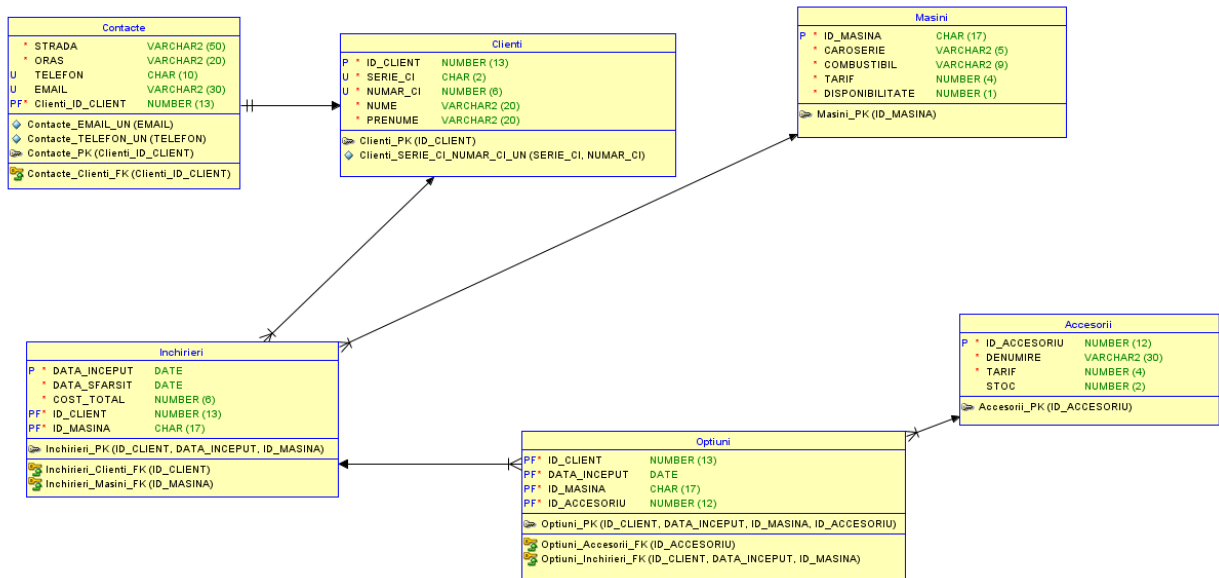 Contacte
* STRADA VARCHAR2 (50)
* ORAS VARCHAR2 (20)
U TELEFON CHAR (10)
U EMAIL VARCHAR2 (30)
PF* Clienti_ID_CLIENT NUMBER (13)
Contacte_EMAIL_UN (EMAIL)
Contacte_TELEFON_UN (TELEFON)
Contacte_PK (Clienti_ID_CLIENT)
Contacte_Clienti_FK (Clienti_ID_CLIENT)
Clienti
P * ID_CLIENT NUMBER (13)
U * SERIE_CI CHAR (2)
U * NUMAR_CI NUMBER (6)
* NUME VARCHAR2 (20)
* PRENUME VARCHAR2 (20)
Clienti_PK (ID_CLIENT)
Clienti_SERIE_CI_NUMAR_CI_UN (SERIE_CI, NUMAR_CI)
Masini
P * ID_MASINA CHAR (17)
* CAROSERIE VARCHAR2 (5)
* COMBUSTIBIL VARCHAR2 (9)
* TARIF NUMBER (4)
* DISPONIBILITATE NUMBER (1)
Masini_PK (ID_MASINA)
Inchirieri
P * DATA_INCEPUT DATE
* DATA_SFARSIT DATE
* COST_TOTAL NUMBER (6)
PF* ID_CLIENT NUMBER (13)
PF* ID_MASINA CHAR (17)
Inchirieri_PK (ID_CLIENT, DATA_INCEPUT, ID_MASINA)
Inchirieri_Clienti_FK (ID_CLIENT)
Inchirieri_Masini_FK (ID_MASINA)
Accesorii
P * ID_ACCESORIU NUMBER (12)
* DENUMIRE VARCHAR2 (30)
* TARIF NUMBER (4)
STOC NUMBER (2)
Accesorii_PK (ID_ACCESORIU)
Optiuni
PF* ID_CLIENT NUMBER (13)
PF* DATA_INCEPUT DATE
PF* ID_MASINA CHAR (17)
PF* ID_ACCESORIU NUMBER (12)
Optiuni_PK (ID_CLIENT, DATA_INCEPUT, ID_MASINA, ID_ACCESORIU)
Optiuni_Accesorii_FK (ID_ACCESORIU)
Optiuni_Inchirieri_FK (ID_CLIENT, DATA_INCEPUT, ID_MASINA)